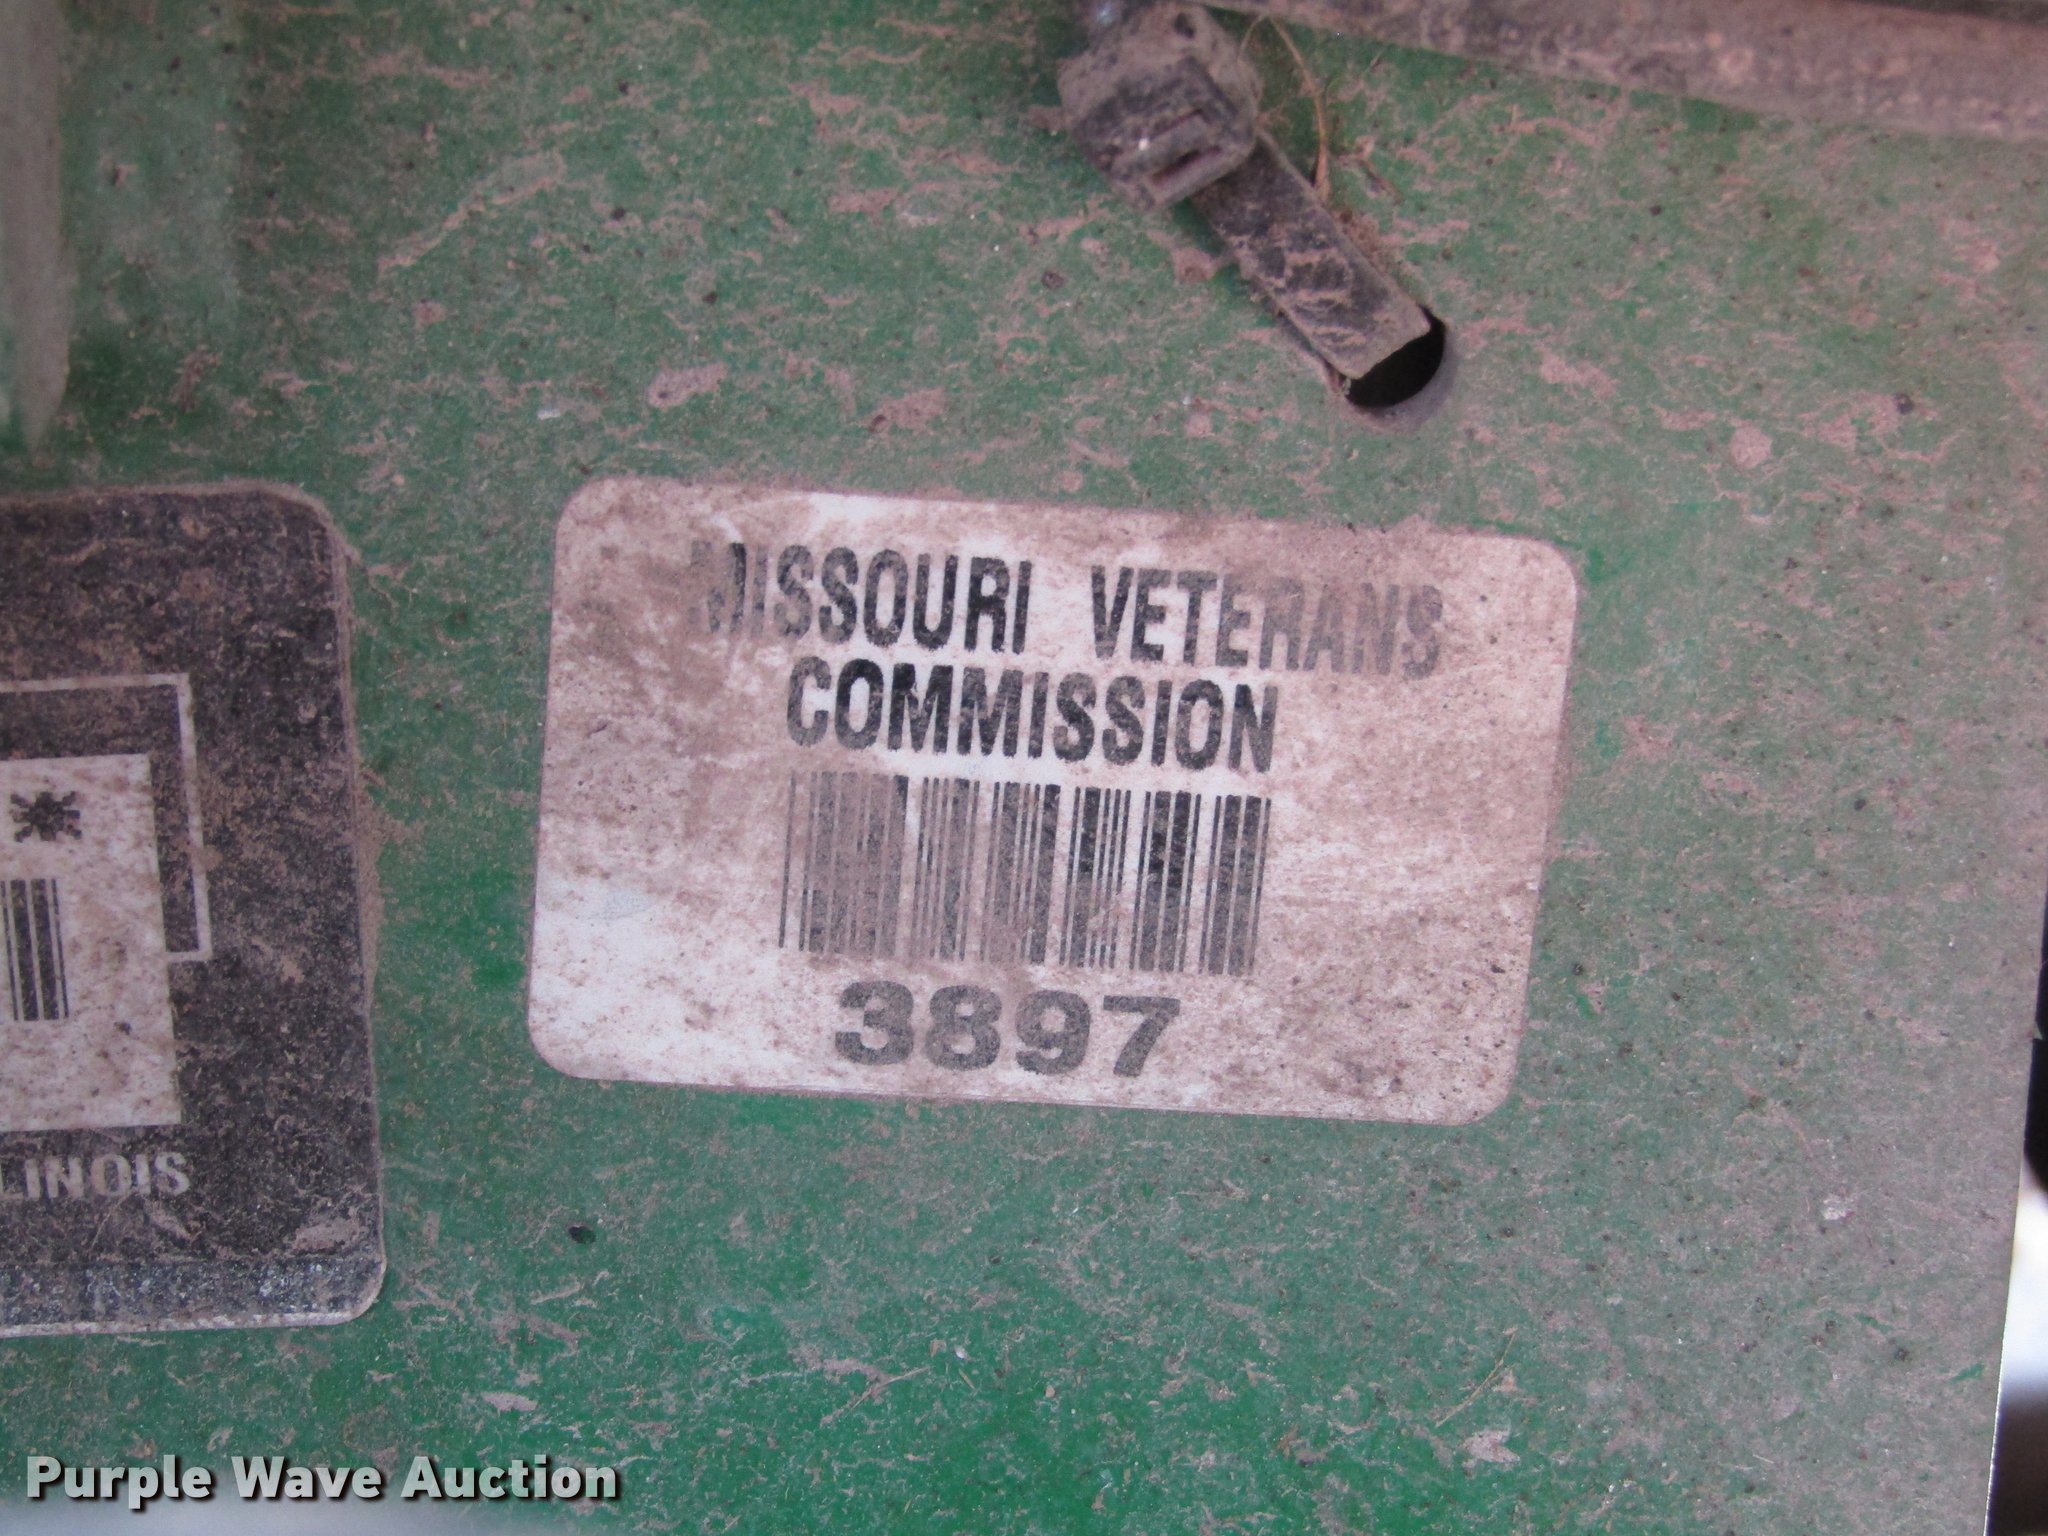 MISSOURI VETERANS
COMMISSION
3897
*
LINOIS
Purple Wave Auction